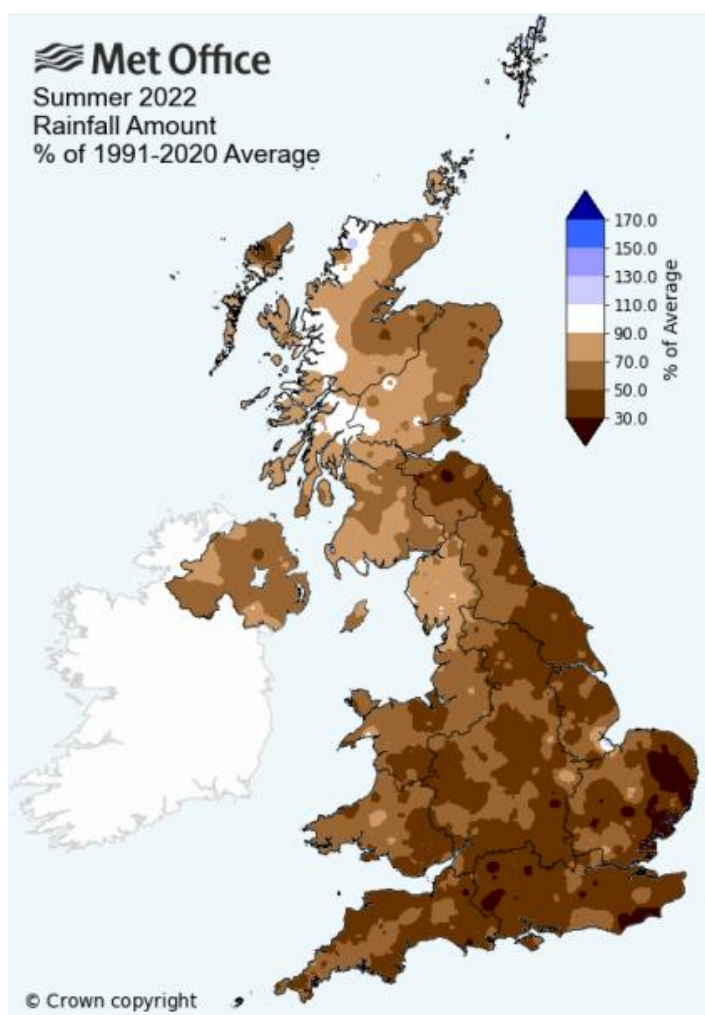 Met Office
Summer 2022
Rainfall Amount
% of 1991-2020 Average
170.0
150.0
130.0
110.0
90.0
70.0
50.0
30.0
% of Average
© Crown copyright